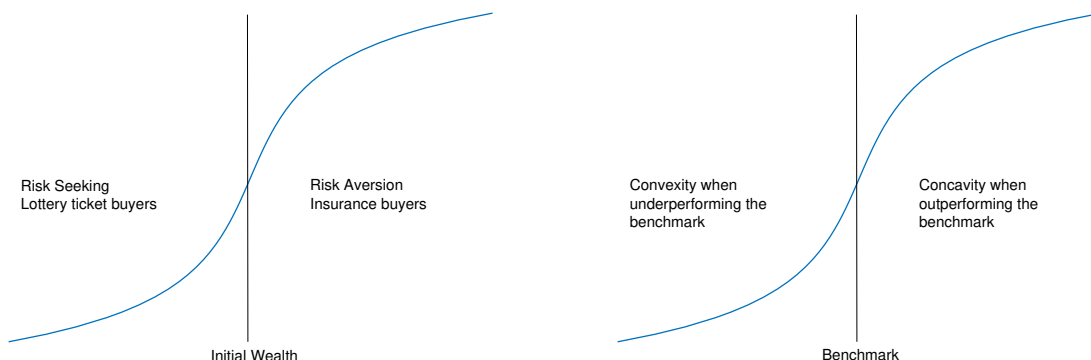 Risk Seeking
Lottery ticket buyers
Risk Aversion
Insurance buyers
Initial Wealth
Convexity when
underperforming the
benchmark
Concavity when
outperforming the
benchmark
Benchmark